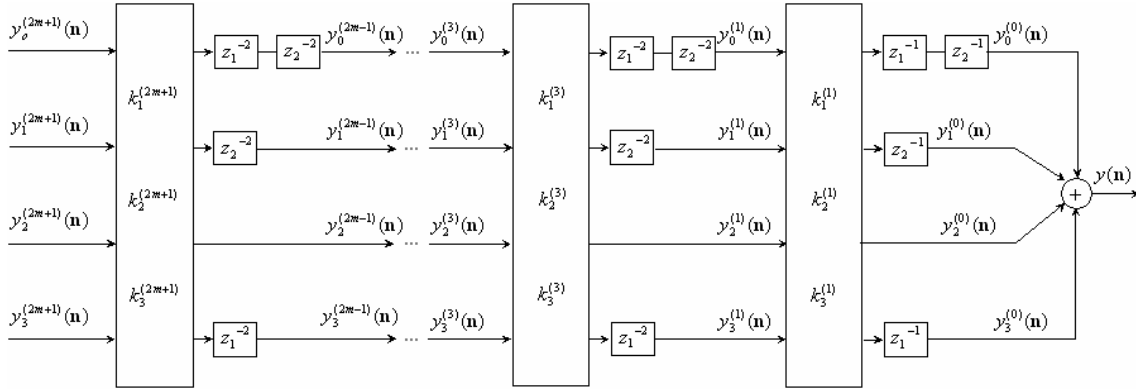 y_o^{(2m+1)}(n) z_1^{-2} z_2^{-2} y_0^{(2m-1)}(n) ... y_0^{(3)}(n) z_1^{-2} z_2^{-2} y_0^{(1)}(n) z_1^{-1} z_2^{-1} y_0^{(0)}(n)
k_1^{(2m+1)} k_1^{(3)} k_1^{(1)}
y_1^{(2m+1)}(n) z_2^{-2} y_1^{(2m-1)}(n) ... y_1^{(3)}(n) z_2^{-2} y_1^{(1)}(n) z_2^{-1} y_1^{(0)}(n)
k_2^{(2m+1)} k_2^{(3)} k_2^{(1)} + y(n)
y_2^{(2m+1)}(n) y_2^{(2m-1)}(n) ... y_2^{(3)}(n) y_2^{(1)}(n) y_2^{(0)}(n)
k_3^{(2m+1)} k_3^{(3)} k_3^{(1)}
y_3^{(2m+1)}(n) z_1^{-2} y_3^{(2m-1)}(n) ... y_3^{(3)}(n) z_1^{-2} y_3^{(1)}(n) z_1^{-1} y_3^{(0)}(n)